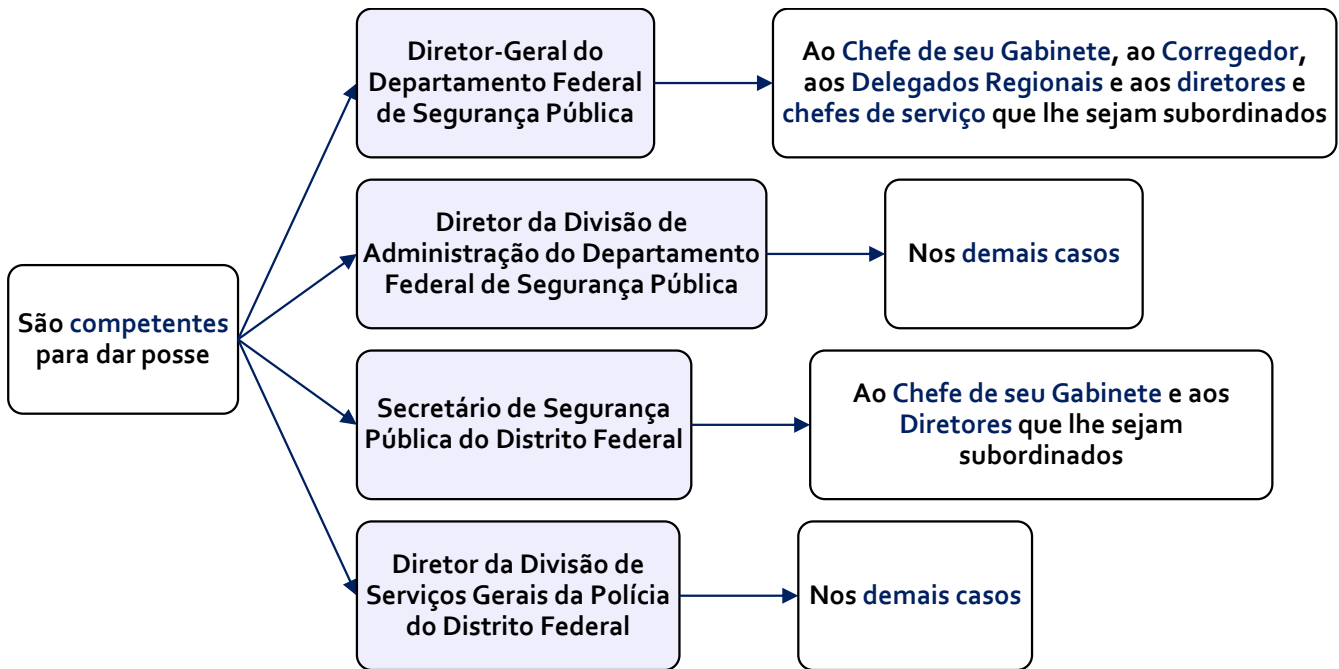 Diretor-Geral do
Departamento Federal
de Segurança Pública
Ao Chefe de seu Gabinete, ao Corregedor,
aos Delegados Regionais e aos diretores e
chefes de serviço que lhe sejam subordinados
Diretor da Divisão de
Administração do Departamento
Federal de Segurança Pública
Nos demais casos
São competentes
para dar posse
Secretário de Segurança
Pública do Distrito Federal
Ao Chefe de seu Gabinete e aos
Diretores que lhe sejam
subordinados
Diretor da Divisão de
Serviços Gerais da Polícia
do Distrito Federal
Nos demais casos